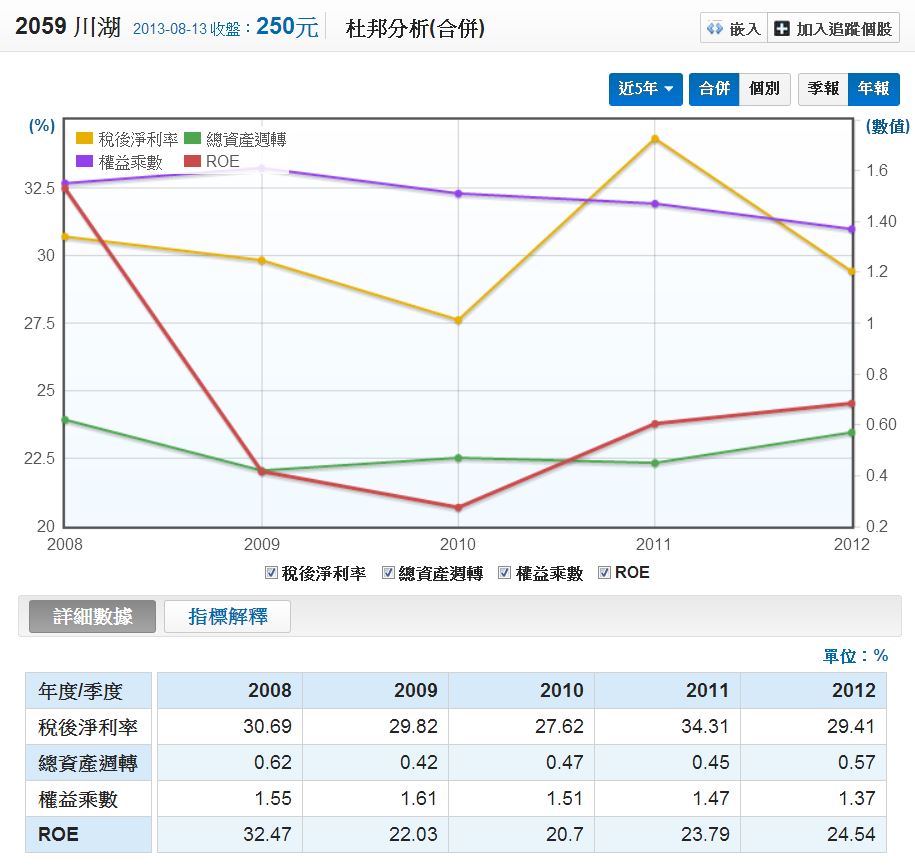 2059 川湖 2013-08-13 收盤：250元 杜邦分析(合併) 嵌入 加入追蹤個股
近5年 合併 個別 季報 年報
(%) (數值)
稅後淨利率 總資產週轉
權益乘數 ROE
1.6
32.5
1.40
30
1.2
27.5 1
25
0.8
0.60
22.5
0.4
20 0.2
2008 2009 2010 2011 2012
稅後淨利率 總資產週轉 權益乘數 ROE
詳細數據 指標解釋
單位：%
年度/季度 2008 2009 2010 2011 2012
稅後淨利率 30.69 29.82 27.62 34.31 29.41
總資產週轉 0.62 0.42 0.47 0.45 0.57
權益乘數 1.55 1.61 1.51 1.47 1.37
ROE 32.47 22.03 20.7 23.79 24.54